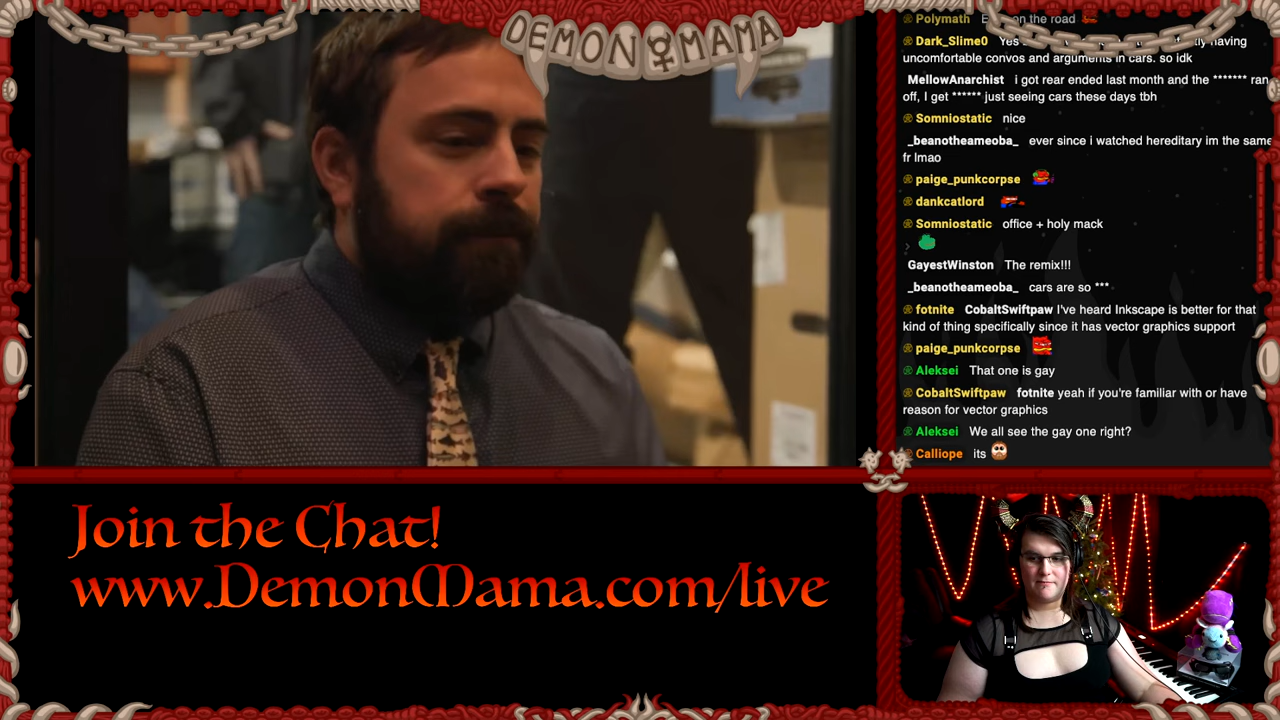 DEMON MAMA
Polymath on the road
Dark_Slime0 Yes having
uncomfortable convos and arguments in cars. so idk
MellowAnarchist i got rear ended last month and the ******* ran
off, I get ****** just seeing cars these days tbh
Somniostatic nice
_beanotheameoba_ ever since i watched hereditary im the same
fr lmao
paige_punkcorpse
dankcatlord
Somniostatic office + holy mack
GayestWinston The remix!!!
_beanotheameoba_ cars are so ***
fotnite CobaltSwiftpaw I've heard Inkscape is better for that
kind of thing specifically since it has vector graphics support
paige_punkcorpse
Aleksei That one is gay
CobaltSwiftpaw fotnite yeah if you're familiar with or have
reason for vector graphics
Aleksei We all see the gay one right?
Calliope its
Join the Chat!
www.DemonMama.com/live